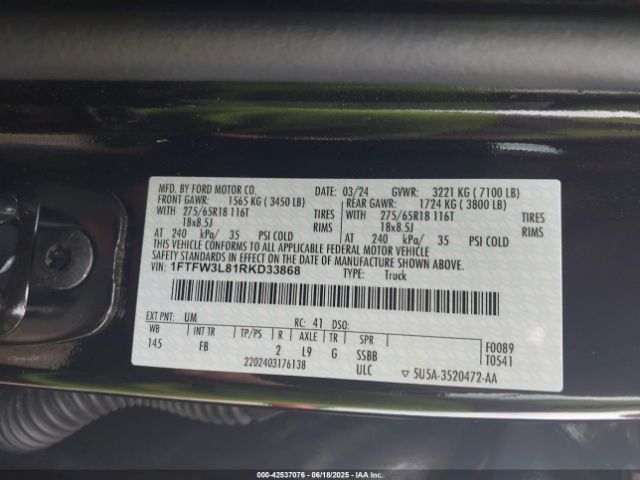 MFD. BY FORD MOTOR CO.
DATE: 03/24 GVWR: 3221 KG ( 7100 LB)
FRONT GAWR: 1565 KG ( 3450 LB) REAR GAWR: 1724 KG ( 3800 LB)
WITH 275/65R18 116T TIRES WITH 275/65R18 116T TIRES
18x8.5J RIMS 18x8.5J RIMS
AT 240 kPa/ 35 PSI COLD AT 240 kPa/ 35 PSI COLD
THIS VEHICLE CONFORMS TO ALL APPLICABLE FEDERAL MOTOR VEHICLE
SAFETY STANDARDS IN EFFECT ON THE DATE OF MANUFACTURE SHOWN ABOVE.
VIN: 1FTFW3L81RKD33868 TYPE: Truck
EXT PNT: UM RC: 41 DSO: F0089
WB INT TR TP/PS R AXLE TR SPR T0541
145 FB 2 L9 G SSBB
2202403176138 ULC 5U5A-3520472-AA
000-42537076 - 06/18/2025 - IAAI.COM